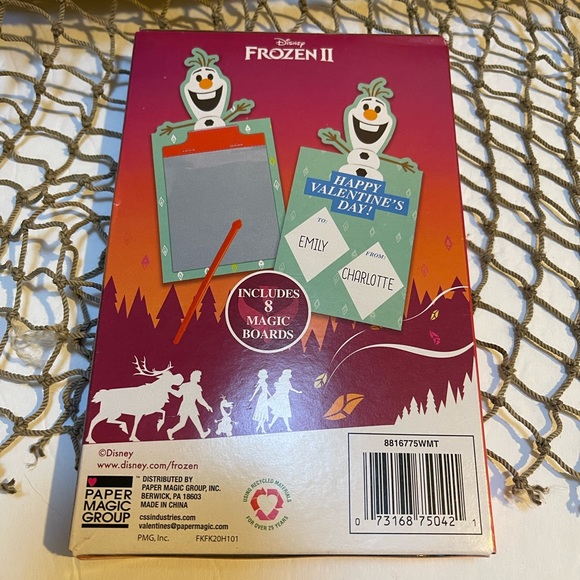 Disney
FROZEN II
HAPPY
VALENTINE'S
DAY!
TO:
EMILY
FROM:
CHARLOTTE
INCLUDES
8
MAGIC
BOARDS
©Disney
www.disney.com/frozen
PAPER
MAGIC
GROUP
DISTRIBUTED BY
PAPER MAGIC GROUP, INC.
BERWICK, PA 18603
MADE IN CHINA
cssindustries.com
valentines@papermagic.com
PMG, Inc. FKFK20H101
USING RECYCLED MATERIALS
FOR OVER 25 YEARS
8816775WMT
0 73168 75042 1